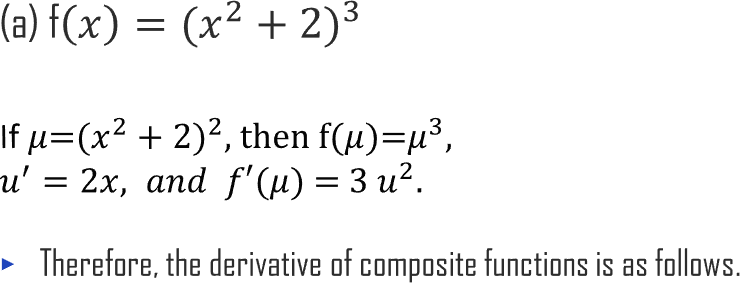 (a) f(x) = (x² + 2)³
If μ=(x² + 2)², then f(μ)=μ³,
u′ = 2x, and f′(μ) = 3 u².
▸ Therefore, the derivative of composite functions is as follows.